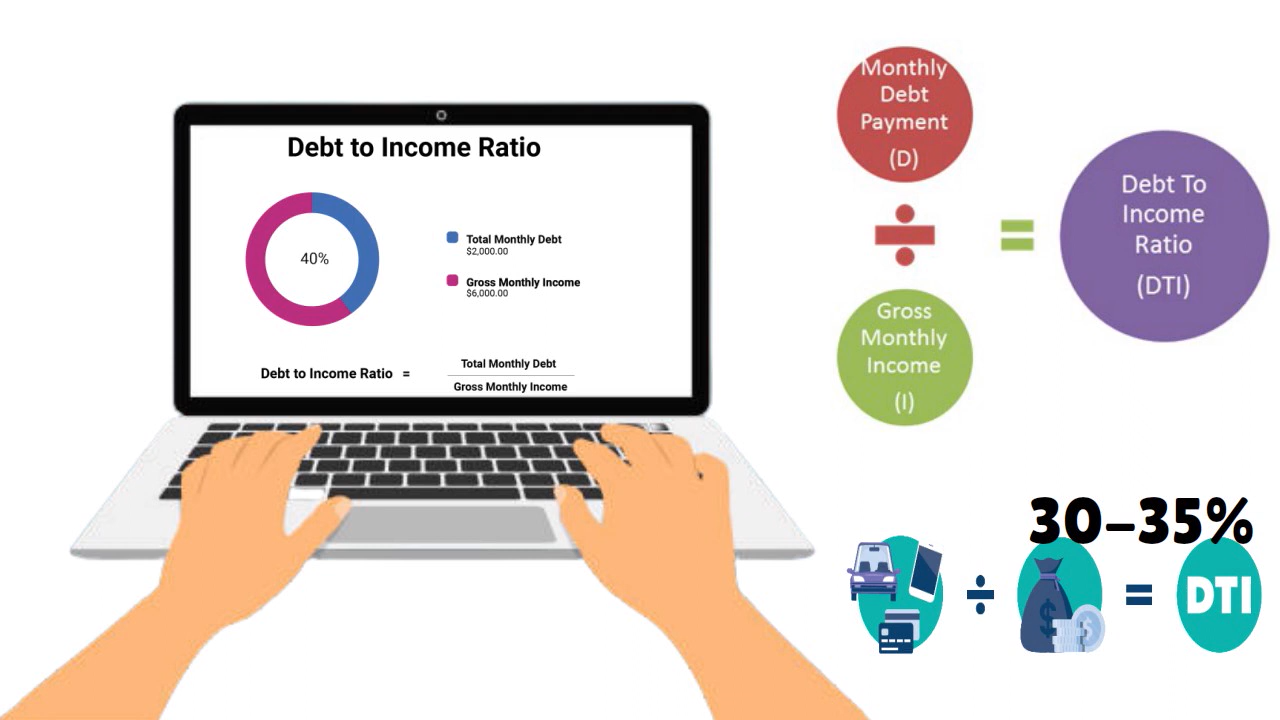 Debt to Income Ratio
40%
Total Monthly Debt
$2,000.00
Gross Monthly Income
$6,000.00
Debt to Income Ratio =
Total Monthly Debt
Gross Monthly Income
Monthly
Debt
Payment
(D)
÷
Gross
Monthly
Income
(I)
=
Debt To
Income
Ratio
(DTI)
30–35%
$ $ ÷ = DTI